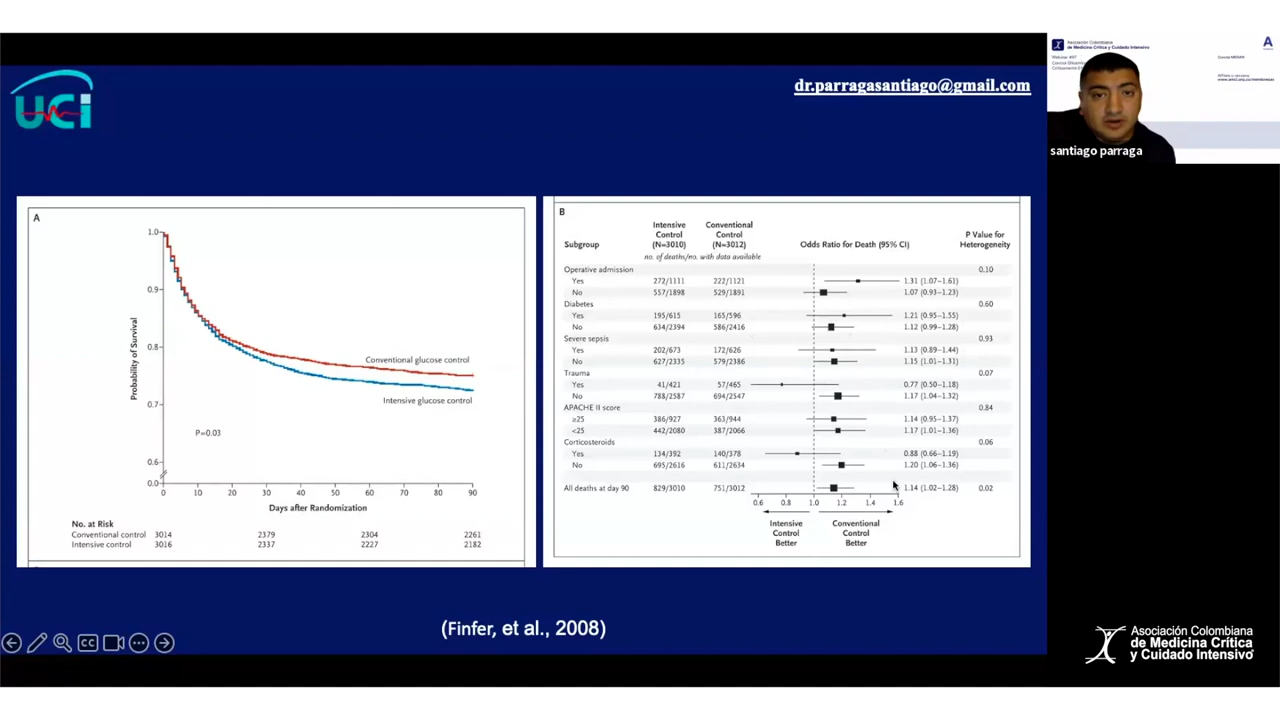 UCi
dr.parragasantiago@gmail.com
A
1.0
0.9
0.8
0.7
0.6
0.0
Probability of Survival
Conventional glucose control
Intensive glucose control
P=0.03
0 10 20 30 40 50 60 70 80 90
Days after Randomization
No. at Risk
Conventional control 3014 2379 2304 2261
Intensive control 3016 2337 2227 2182
B
Subgroup
Intensive Control (N=3010)
Conventional Control (N=3012)
Odds Ratio for Death (95% CI)
P Value for Heterogeneity
no. of deaths/no. with data available
Operative admission 0.10
Yes 272/1111 222/1121 1.31 (1.07–1.61)
No 557/1898 529/1891 1.07 (0.93–1.23)
Diabetes 0.60
Yes 195/615 165/596 1.21 (0.95–1.55)
No 634/2394 586/2416 1.12 (0.99–1.28)
Severe sepsis 0.93
Yes 202/673 172/626 1.13 (0.89–1.44)
No 627/2335 579/2386 1.15 (1.01–1.31)
Trauma 0.07
Yes 41/421 57/465 0.77 (0.50–1.18)
No 788/2587 694/2547 1.17 (1.04–1.32)
APACHE II score 0.84
≥25 386/927 363/944 1.14 (0.95–1.37)
<25 442/2080 387/2066 1.17 (1.01–1.36)
Corticosteroids 0.06
Yes 134/392 140/378 0.88 (0.66–1.19)
No 695/2616 611/2634 1.20 (1.06–1.36)
All deaths at day 90 829/3010 751/3012 1.14 (1.02–1.28) 0.02
0.6 0.8 1.0 1.2 1.4 1.6
Intensive Control Better
Conventional Control Better
(Finfer, et al., 2008)
CC
Asociación Colombiana
de Medicina Crítica y Cuidado Intensivo
A
santiago parraga
Asociación Colombiana
de Medicina Crítica
y Cuidado Intensivo